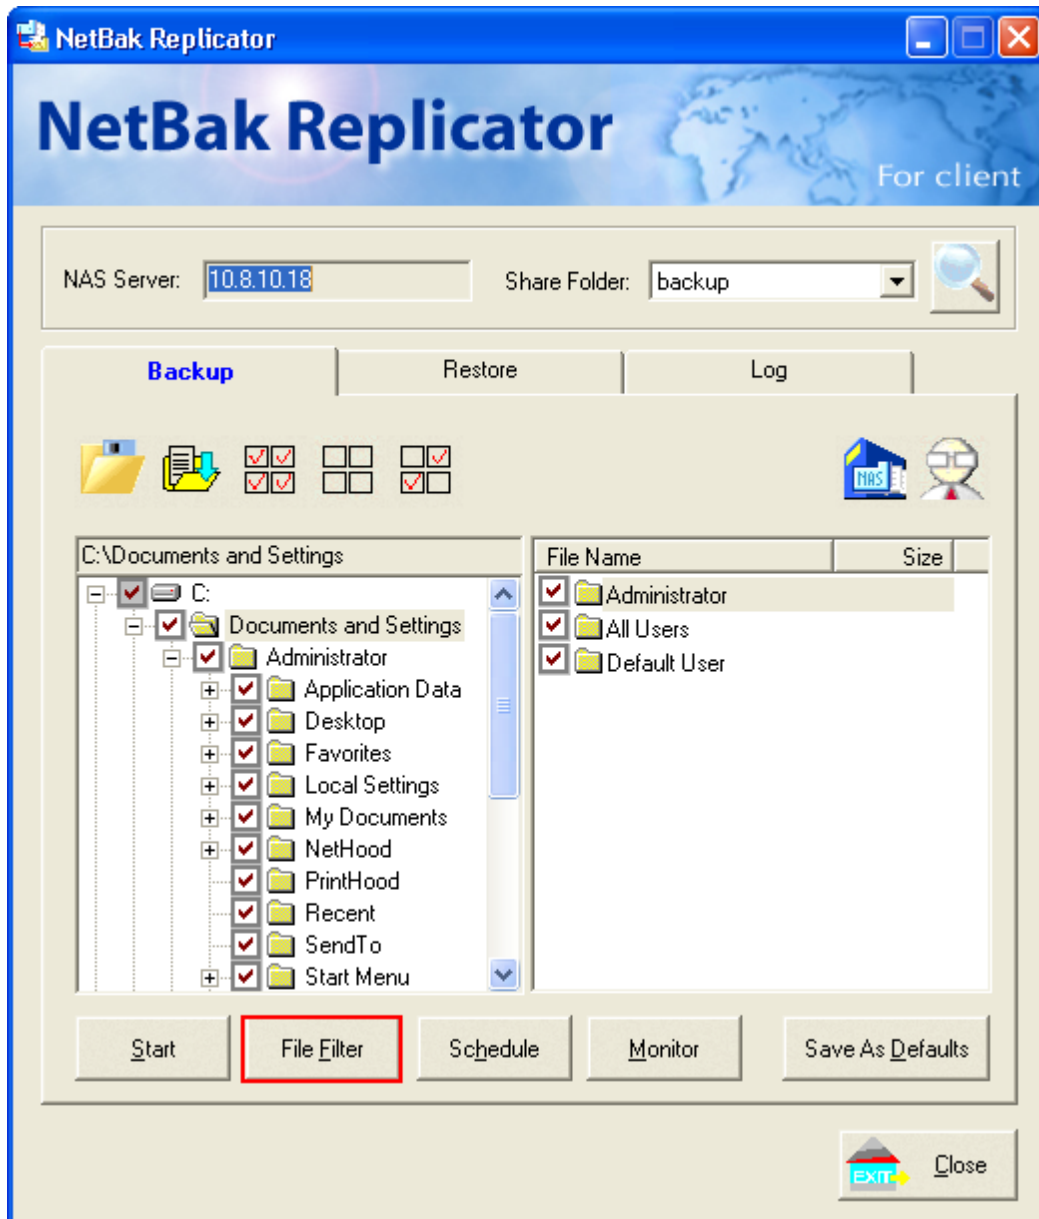 NetBak Replicator
NetBak Replicator
For client
NAS Server: 10.8.10.18 Share Folder: backup
Backup Restore Log
NAS
C:\Documents and Settings
C:
Documents and Settings
Administrator
Application Data
Desktop
Favorites
Local Settings
My Documents
NetHood
PrintHood
Recent
SendTo
Start Menu
File Name Size
Administrator
All Users
Default User
Start File Filter Schedule Monitor Save As Defaults
EXIT Close